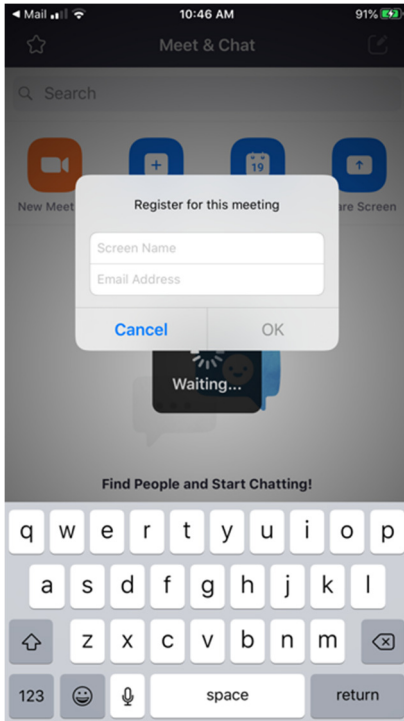 Mail 10:46 AM 91%
Meet & Chat
Search
19
New Meet are Screen
Register for this meeting
Screen Name
Email Address
Cancel OK
Waiting...
Find People and Start Chatting!
q w e r t y u i o p
a s d f g h j k l
z x c v b n m
123 space return